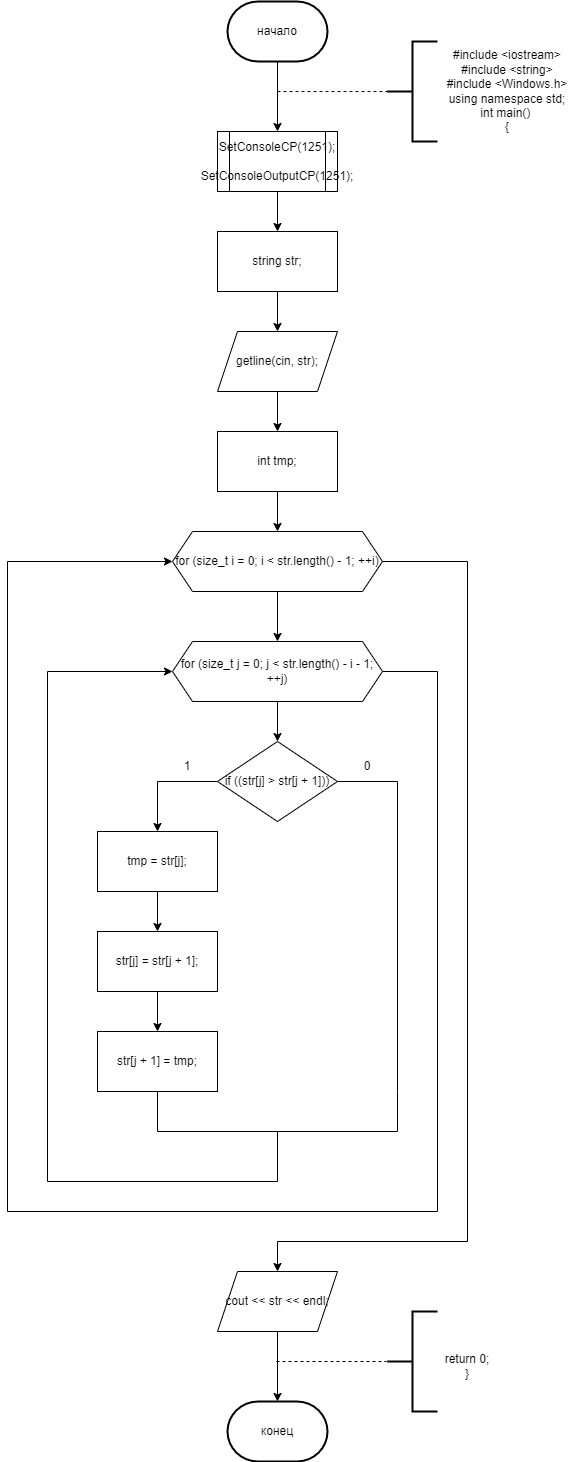 начало
#include <iostream>
#include <string>
#include <Windows.h>
using namespace std;
int main()
{
SetConsoleCP(1251);
SetConsoleOutputCP(1251);
string str;
getline(cin, str);
int tmp;
for (size_t i = 0; i < str.length() - 1; ++i)
for (size_t j = 0; j < str.length() - i - 1;
++j)
1
0
if ((str[j] > str[j + 1]))
tmp = str[j];
str[j] = str[j + 1];
str[j + 1] = tmp;
cout << str << endl;
return 0;
}
конец